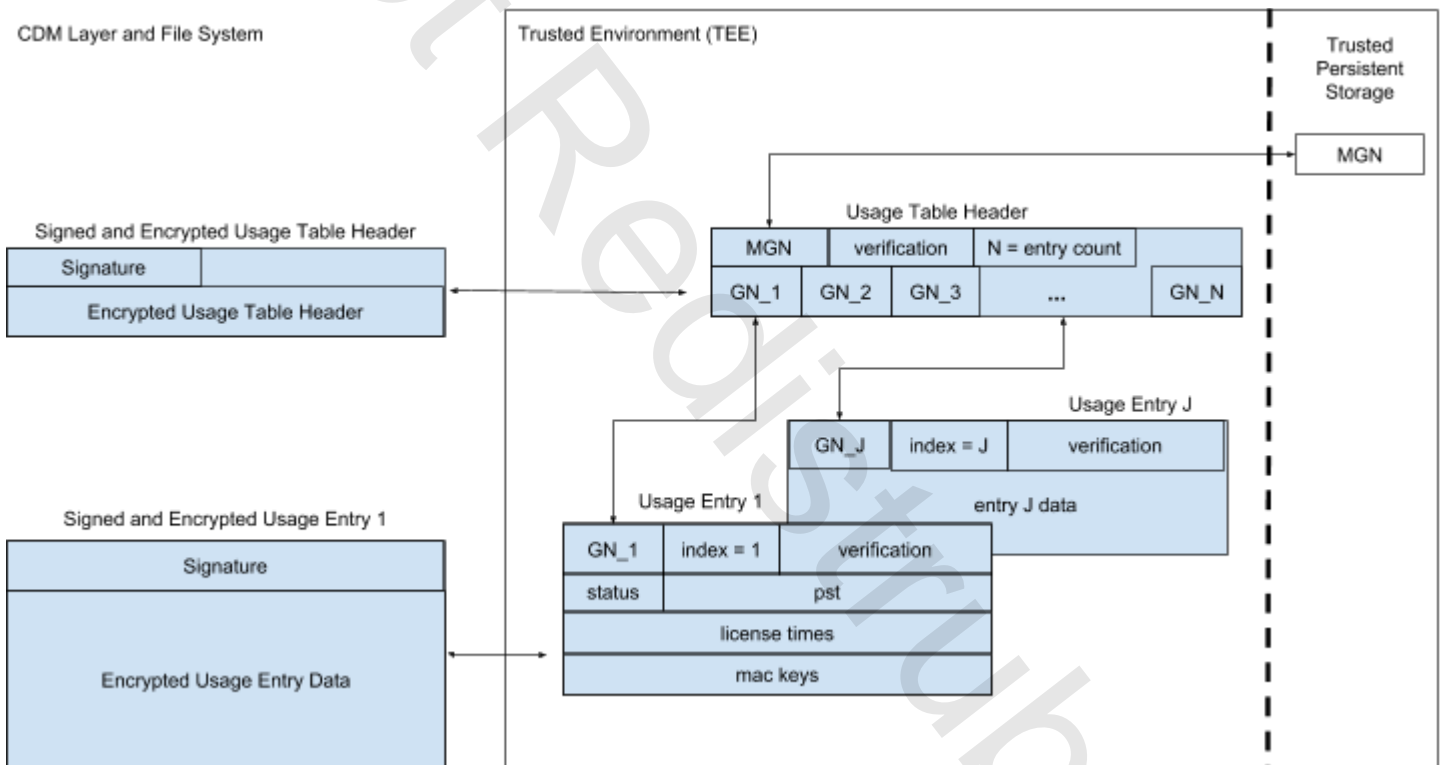 CDM Layer and File System
Trusted Environment (TEE)
Trusted
Persistent
Storage
MGN
Usage Table Header
MGN
verification
N = entry count
GN_1
GN_2
GN_3
...
GN_N
Signed and Encrypted Usage Table Header
Signature
Encrypted Usage Table Header
Usage Entry J
GN_J
index = J
verification
entry J data
Usage Entry 1
GN_1
index = 1
verification
status
pst
license times
mac keys
Signed and Encrypted Usage Entry 1
Signature
Encrypted Usage Entry Data